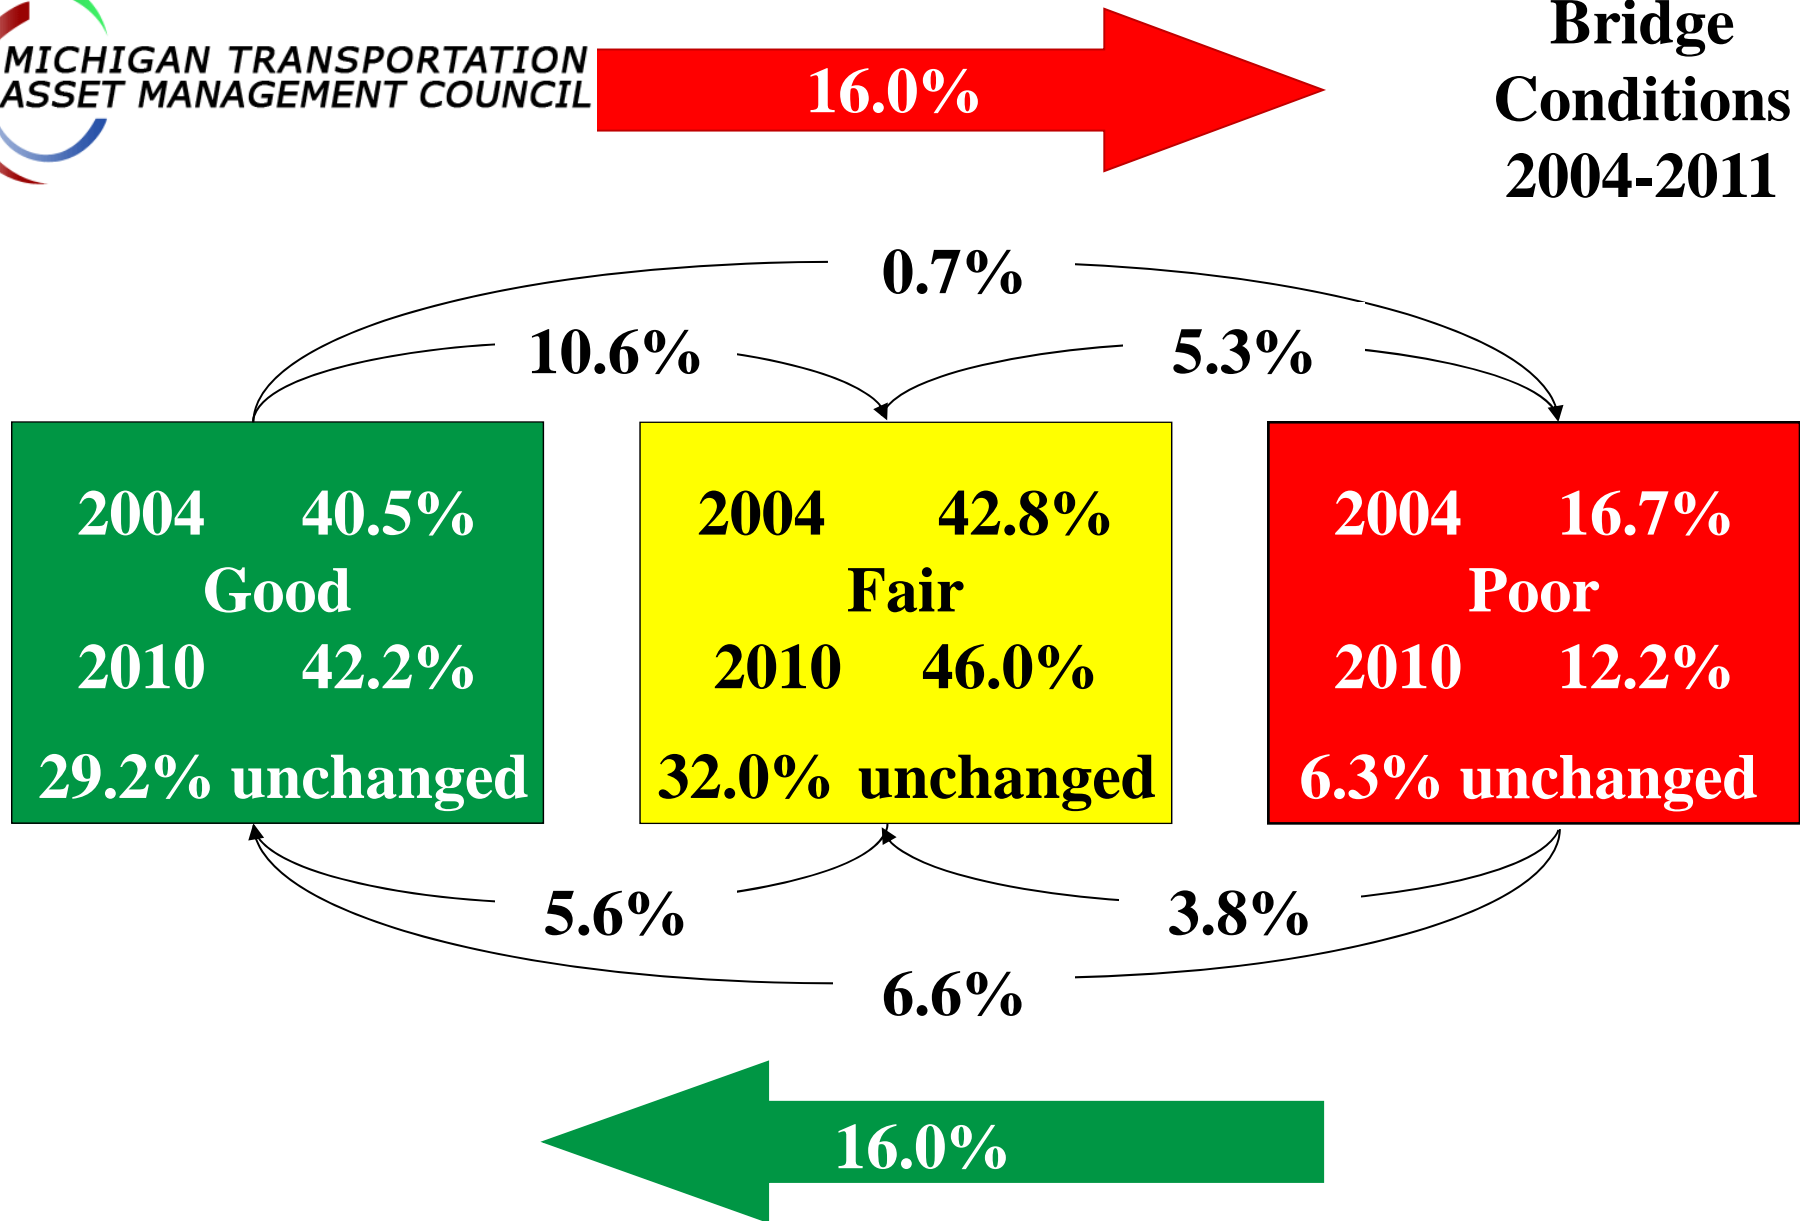 MICHIGAN TRANSPORTATION
ASSET MANAGEMENT COUNCIL
16.0%
Bridge
Conditions
2004-2011
0.7%
10.6%
5.3%
2004 40.5%
Good
2010 42.2%
29.2% unchanged
2004 42.8%
Fair
2010 46.0%
32.0% unchanged
2004 16.7%
Poor
2010 12.2%
6.3% unchanged
5.6%
3.8%
6.6%
16.0%